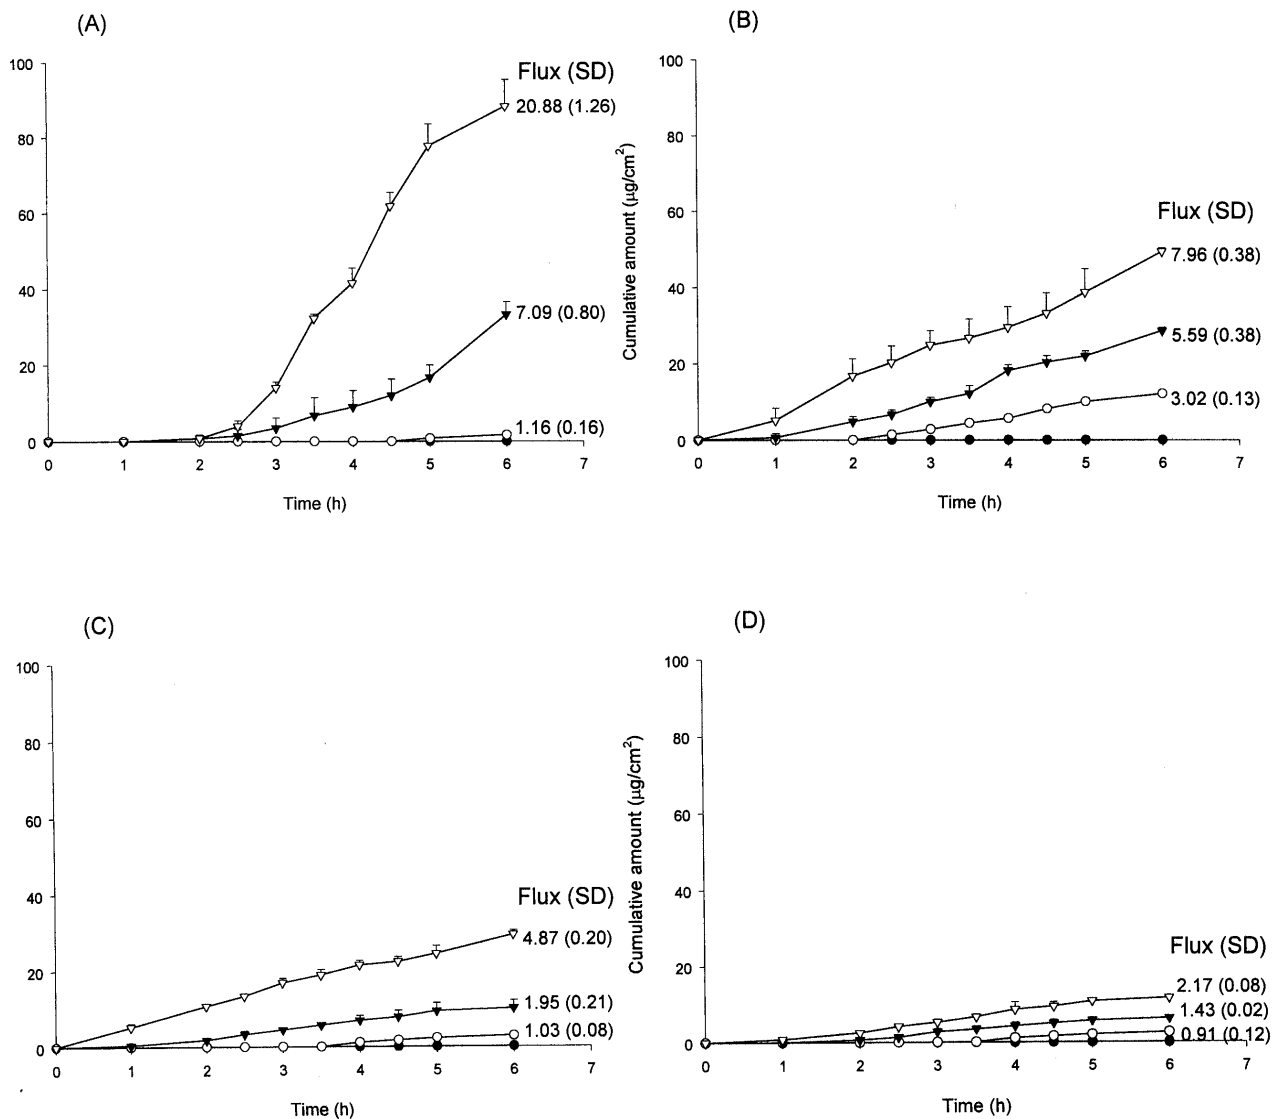 (A)
Flux (SD)
20.88 (1.26)
7.09 (0.80)
1.16 (0.16)
100
80
60
40
20
0
0 1 2 3 4 5 6 7
Time (h)
(B)
Cumulative amount (µg/cm²)
Flux (SD)
7.96 (0.38)
5.59 (0.38)
3.02 (0.13)
100
80
60
40
20
0
0 1 2 3 4 5 6 7
Time (h)
(C)
Flux (SD)
4.87 (0.20)
1.95 (0.21)
1.03 (0.08)
100
80
60
40
20
0
0 1 2 3 4 5 6 7
Time (h)
(D)
Cumulative amount (µg/cm²)
Flux (SD)
2.17 (0.08)
1.43 (0.02)
0.91 (0.12)
100
80
60
40
20
0
0 1 2 3 4 5 6 7
Time (h)